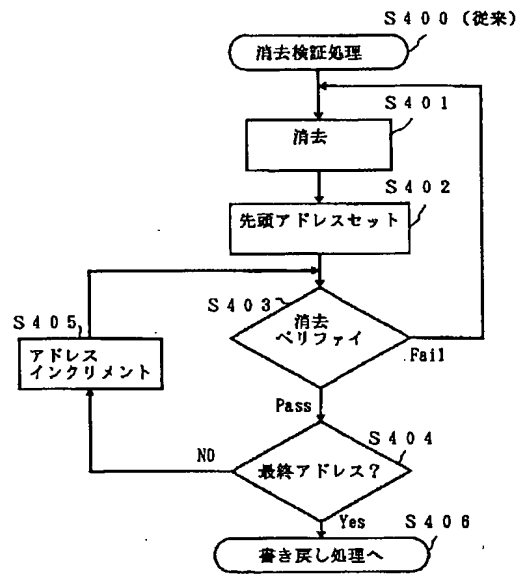 S400(従来)
消去検証処理
S401
消去
S402
先頭アドレスセット
S403
消去
ベリファイ
Fail
S405
アドレス
インクリメント
Pass
S404
NO
最終アドレス?
Yes
S406
書き戻し処理へ